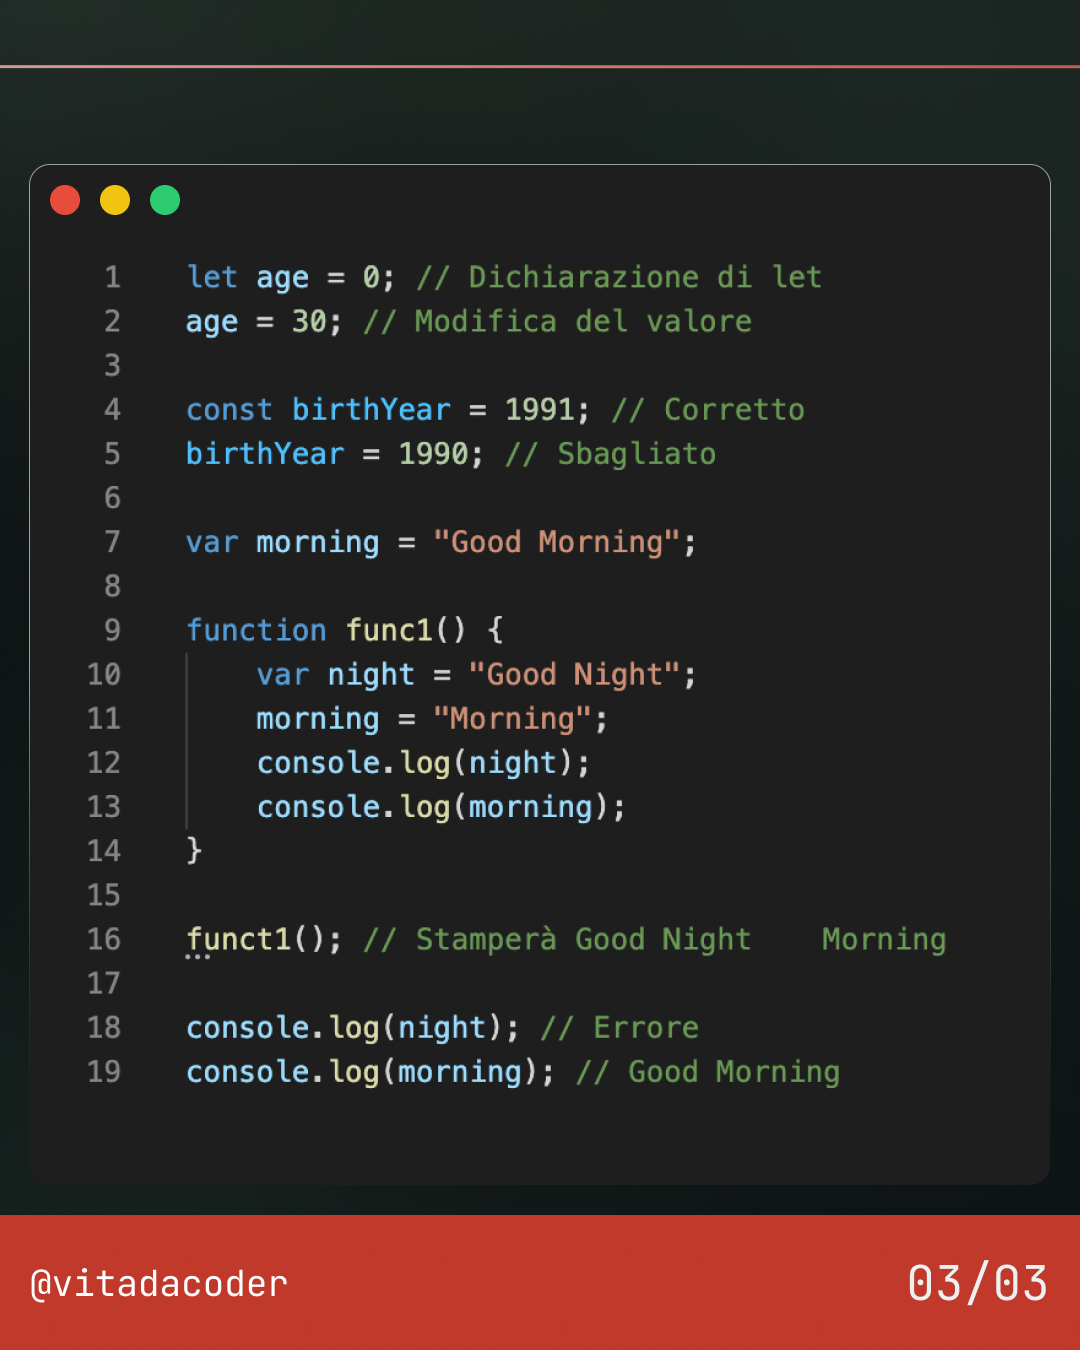 1 let age = 0; // Dichiarazione di let
2 age = 30; // Modifica del valore
3
4 const birthYear = 1991; // Corretto
5 birthYear = 1990; // Sbagliato
6
7 var morning = "Good Morning";
8
9 function func1() {
10     var night = "Good Night";
11     morning = "Morning";
12     console.log(night);
13     console.log(morning);
14 }
15
16 funct1(); // Stamperà Good Night    Morning
17
18 console.log(night); // Errore
19 console.log(morning); // Good Morning
@vitadacoder 03/03